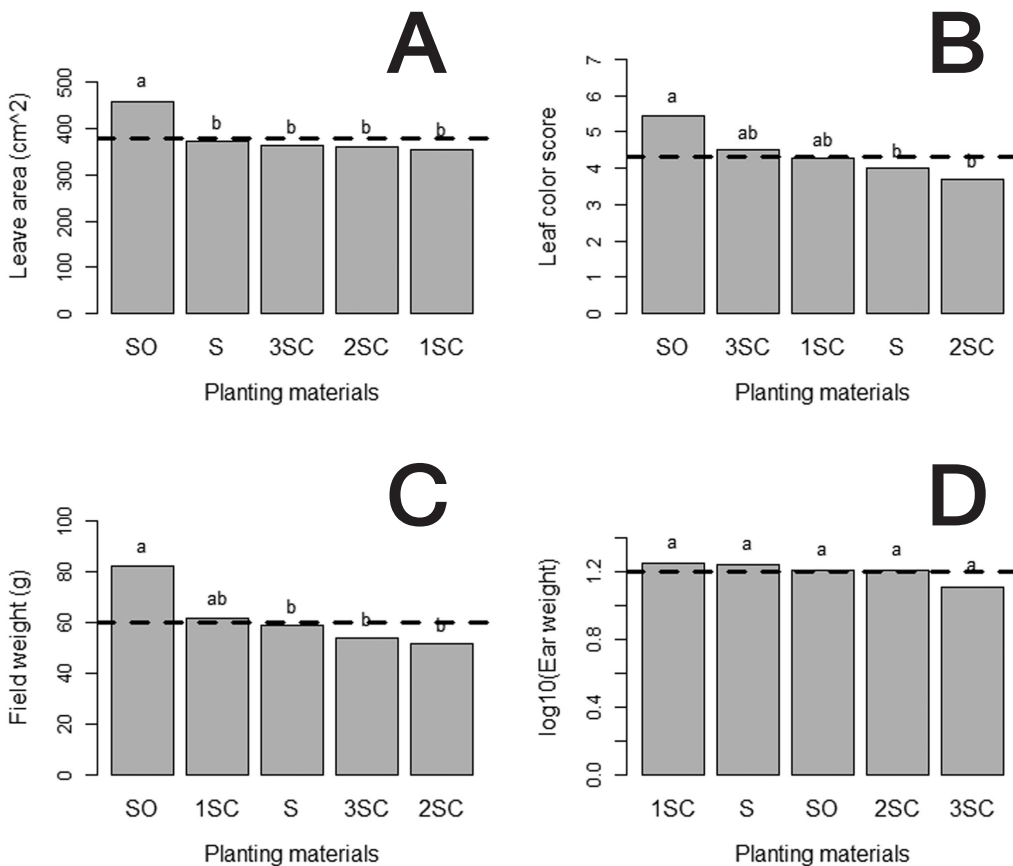 A
Leave area (cm^2)
500
400
300
200
100
0
a
b
b
b
b
SO S 3SC 2SC 1SC
Planting materials
B
Leaf color score
7
6
5
4
3
2
1
0
a
ab
ab
b
b
SO 3SC 1SC S 2SC
Planting materials
C
Field weight (g)
100
80
60
40
20
0
a
ab
b
b
b
SO 1SC S 3SC 2SC
Planting materials
D
log10(Ear weight)
1.2
0.8
0.4
0.0
a
a
a
a
a
1SC S SO 2SC 3SC
Planting materials